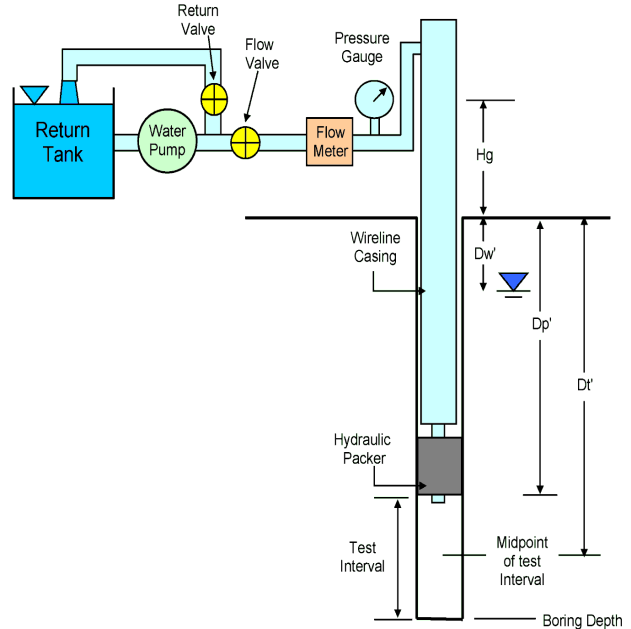 Return
Valve
Flow
Valve
Pressure
Gauge
Return
Tank
Water
Pump
Flow
Meter
Hg
Wireline
Casing
Dw'
Dp'
Dt'
Hydraulic
Packer
Test
Interval
Midpoint
of test
Interval
Boring Depth